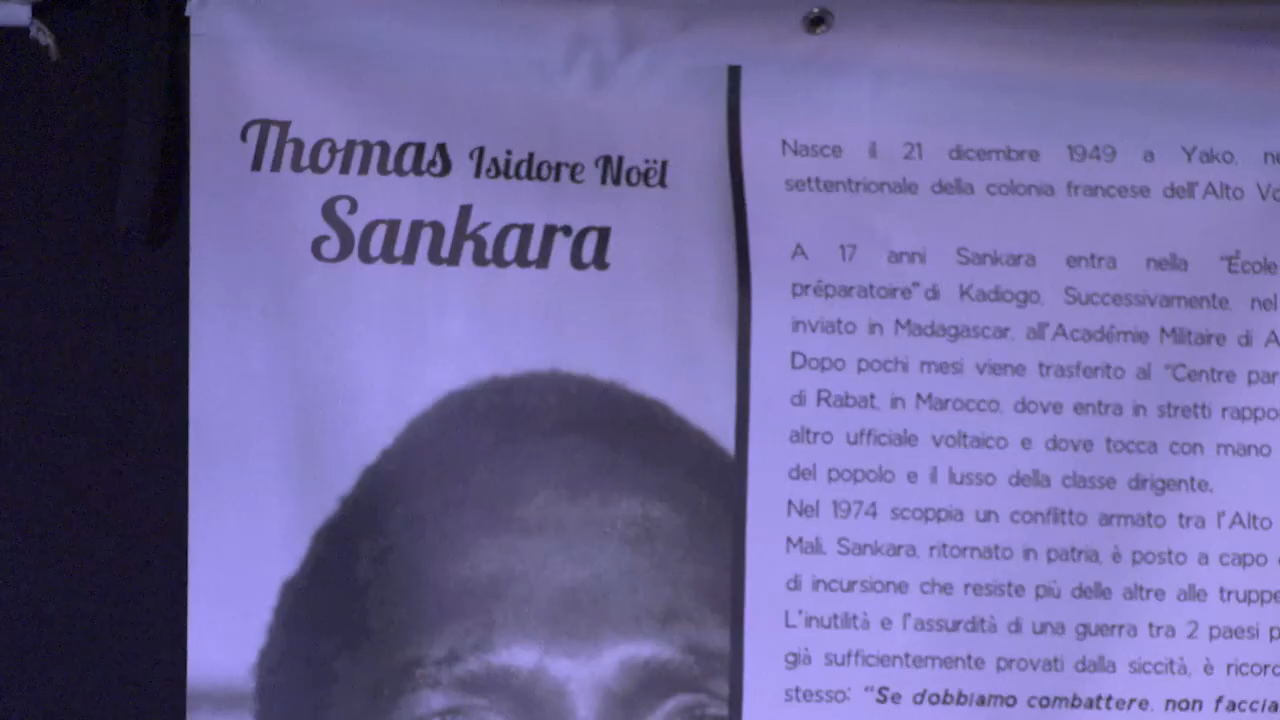 Thomas Isidore Noël
Sankara
Nasce il 21 dicembre 1949 a Yako,
settentrionale della colonia francese dell'Alto
A 17 anni Sankara entra nella "École
préparatoire" di Kadiogo. Successivamente, nel
inviato in Madagascar, all'Académie Militaire di
Dopo pochi mesi viene trasferito al "Centre
di Rabat, in Marocco, dove entra in stretti
altro ufficiale voltaico e dove tocca con mano
del popolo e il lusso della classe dirigente.
Nel 1974 scoppia un conflitto armato tra l'Alto
Mali. Sankara, ritornato in patria, è posto a capo
di incursione che resiste più delle altre alle
L'inutilità e l'assurdità di una guerra tra 2 paesi
già sufficientemente provati dalla siccità, è
stesso: "Se dobbiamo combattere, non